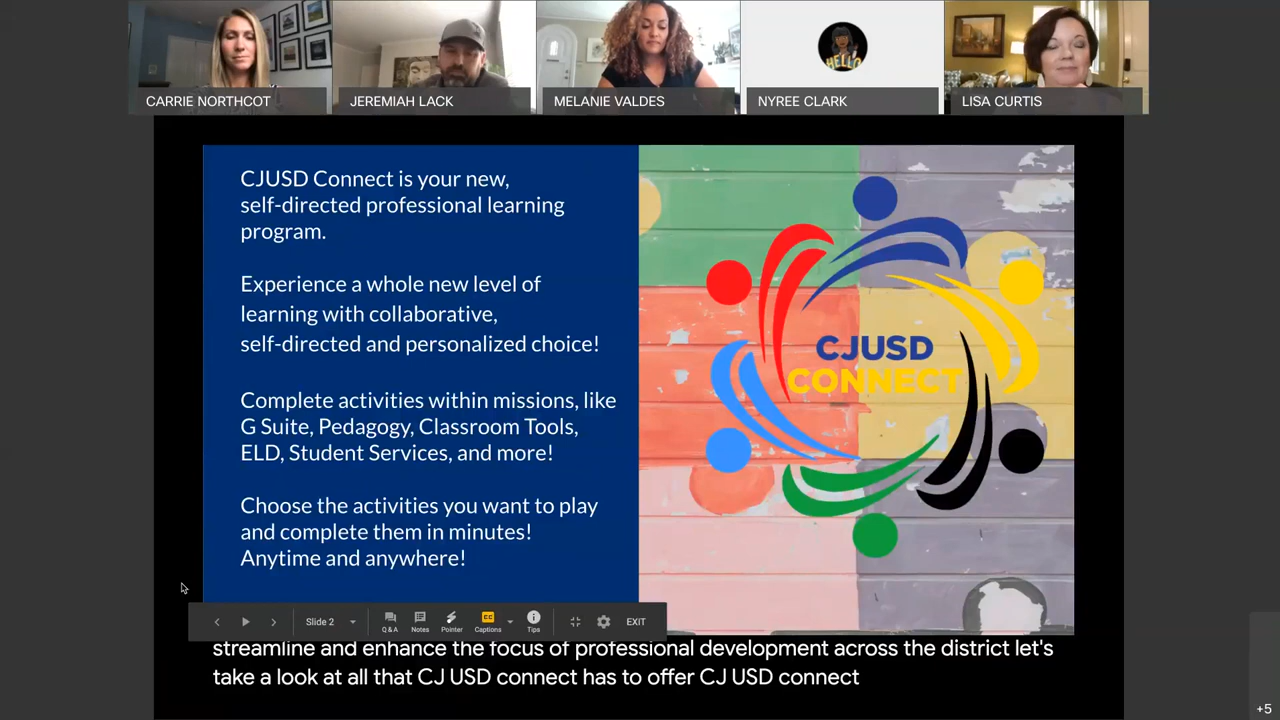 HELLO
CARRIE NORTHCOT
JEREMIAH LACK
MELANIE VALDES
NYREE CLARK
LISA CURTIS
CJUSD Connect is your new,
self-directed professional learning
program.
Experience a whole new level of
learning with collaborative,
self-directed and personalized choice!
Complete activities within missions, like
G Suite, Pedagogy, Classroom Tools,
ELD, Student Services, and more!
Choose the activities you want to play
and complete them in minutes!
Anytime and anywhere!
CJUSD
CONNECT
Slide 2
Q & A
Notes
Pointer
CC
Captions
Tips
EXIT
streamline and enhance the focus of professional development across the district let's
take a look at all that CJ USD connect has to offer CJ USD connect
+5